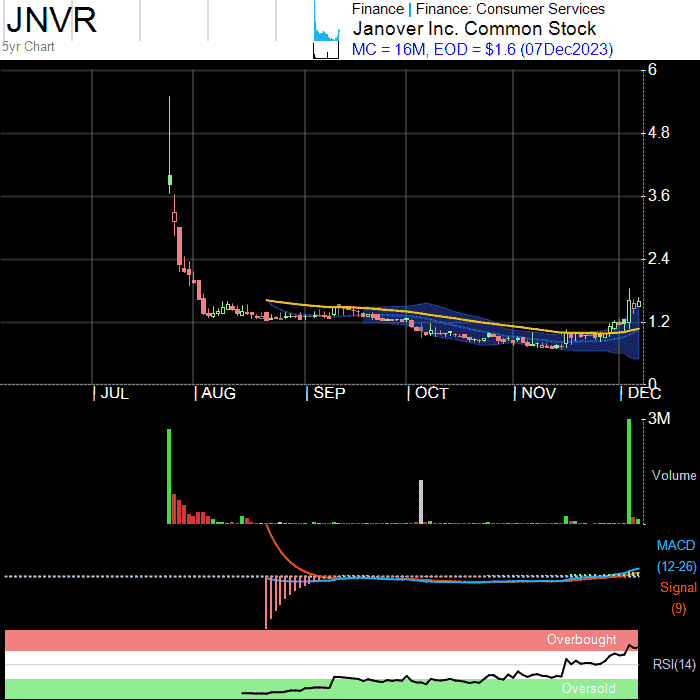 JNVR
5yr Chart
Finance | Finance: Consumer Services
Janover Inc. Common Stock
MC = 16M, EOD = $1.6 (07Dec2023)
6
4.8
3.6
2.4
1.2
0
| JUL | AUG | SEP | OCT | NOV | DEC
3M
Volume
MACD
(12-26)
Signal
(9)
Overbought
RSI(14)
Oversold